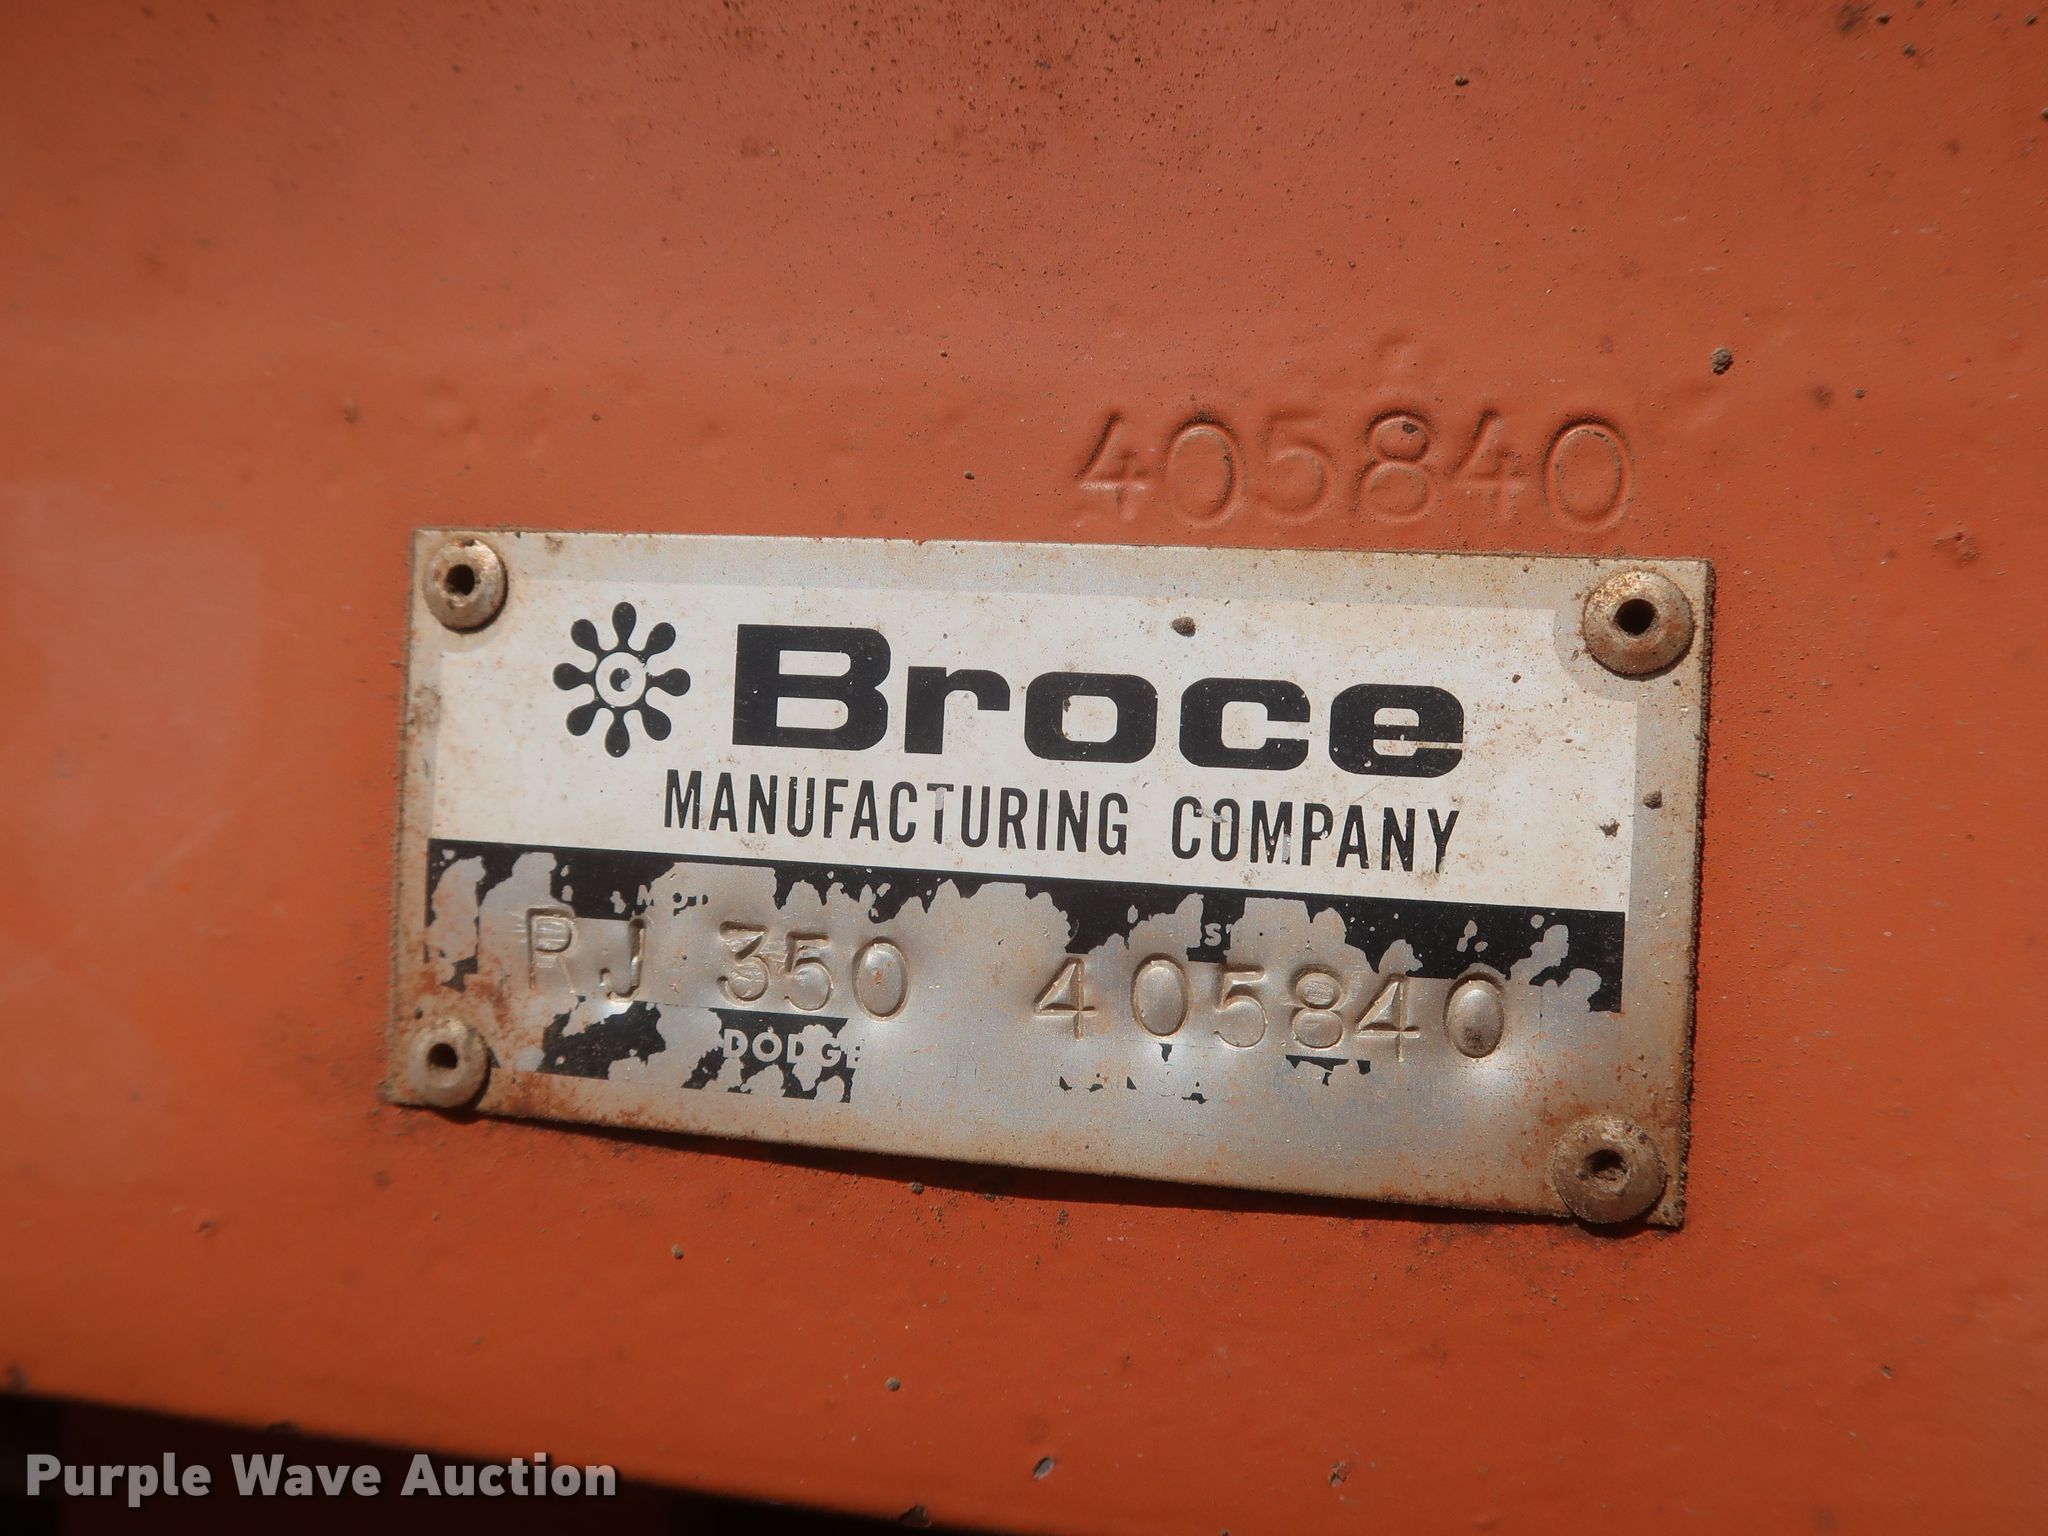 405840
Broce
MANUFACTURING COMPANY
RJ 350 405840
DODGE
Purple Wave Auction